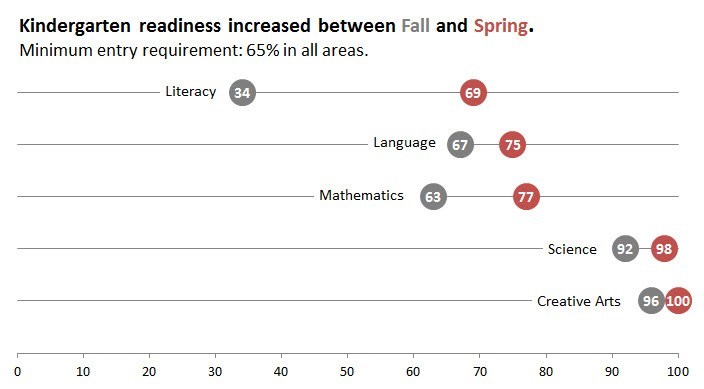 Kindergarten readiness increased between Fall and Spring.
Minimum entry requirement: 65% in all areas.
Literacy 34 69
Language 67 75
Mathematics 63 77
Science 92 98
Creative Arts 96 100
0 10 20 30 40 50 60 70 80 90 100